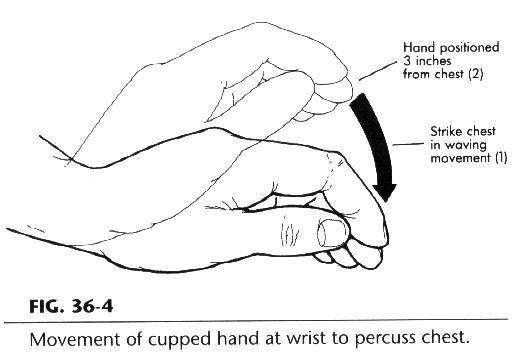 Hand positioned
3 inches
from chest (2)
Strike chest
in waving
movement (1)
FIG. 36-4
Movement of cupped hand at wrist to percuss chest.